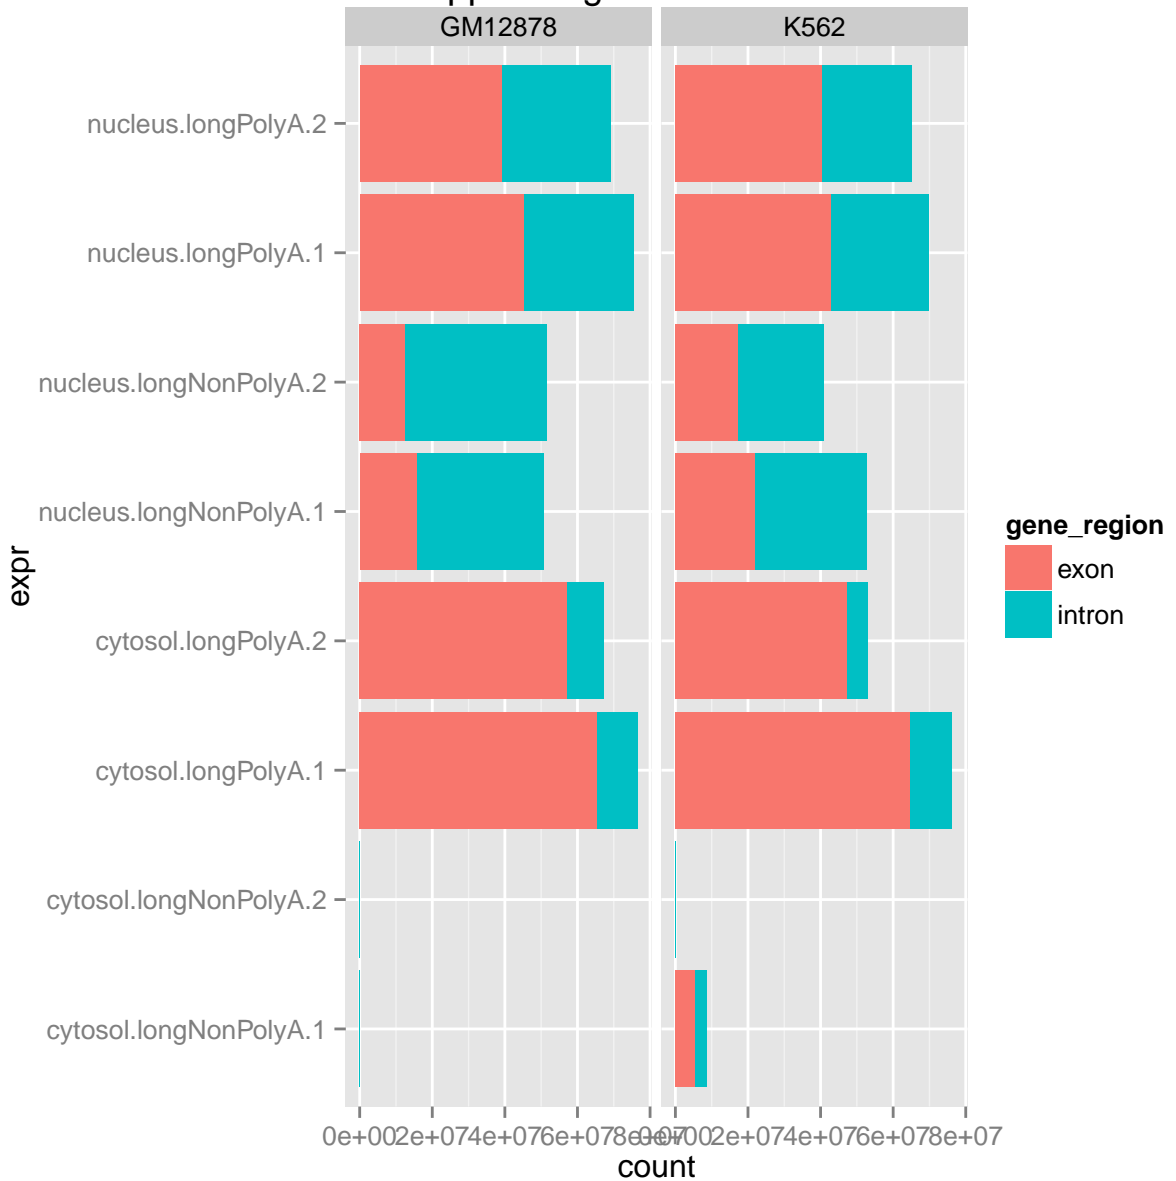 GM12878 K562
nucleus.longPolyA.2
nucleus.longPolyA.1
nucleus.longNonPolyA.2
nucleus.longNonPolyA.1
cytosol.longPolyA.2
cytosol.longPolyA.1
cytosol.longNonPolyA.2
cytosol.longNonPolyA.1
expr
0e+00 2e+07 4e+07 6e+07 8e+07 0e+00 2e+07 4e+07 6e+07 8e+07
count
gene_region
exon
intron